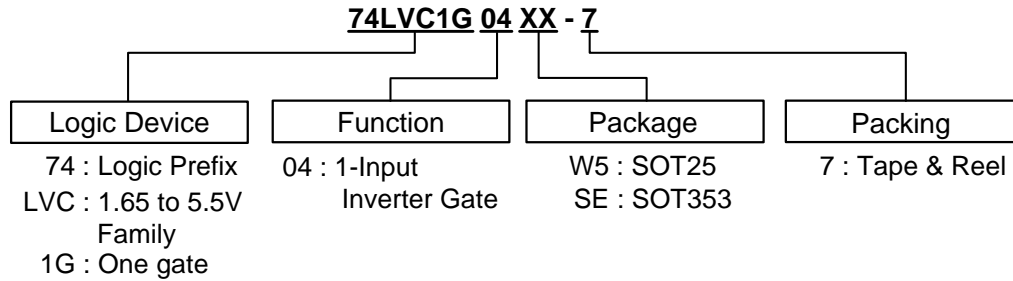 74LVC1G 04 XX - 7
Logic Device
74 : Logic Prefix
LVC : 1.65 to 5.5V
Family
1G : One gate
Function
04 : 1-Input
Inverter Gate
Package
W5 : SOT25
SE : SOT353
Packing
7 : Tape & Reel